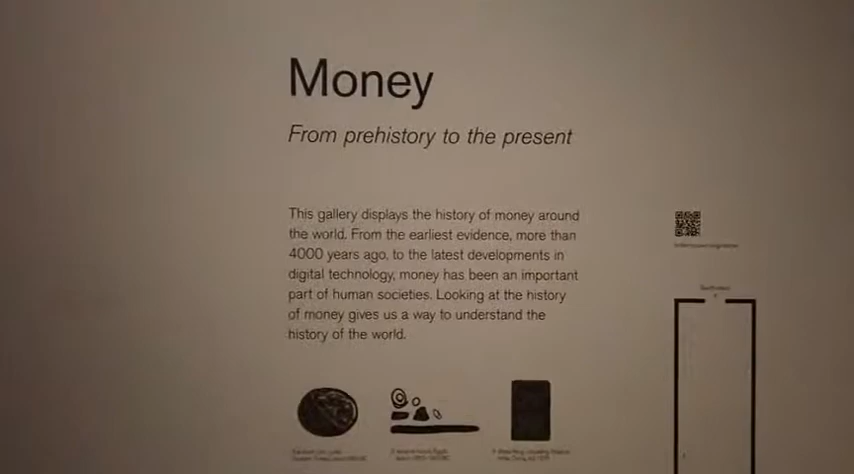 Money
From prehistory to the present
This gallery displays the history of money around
the world. From the earliest evidence, more than
4000 years ago, to the latest developments in
digital technology, money has been an important
part of human societies. Looking at the history
of money gives us a way to understand the
history of the world.